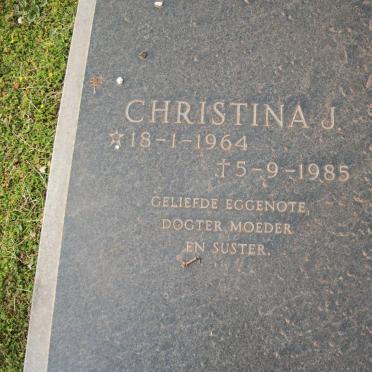 CHRISTINA J
☆18-1-1964
†5-9-1985
GELIEFDE EGGENOTE,
DOGTER, MOEDER
EN SUSTER.